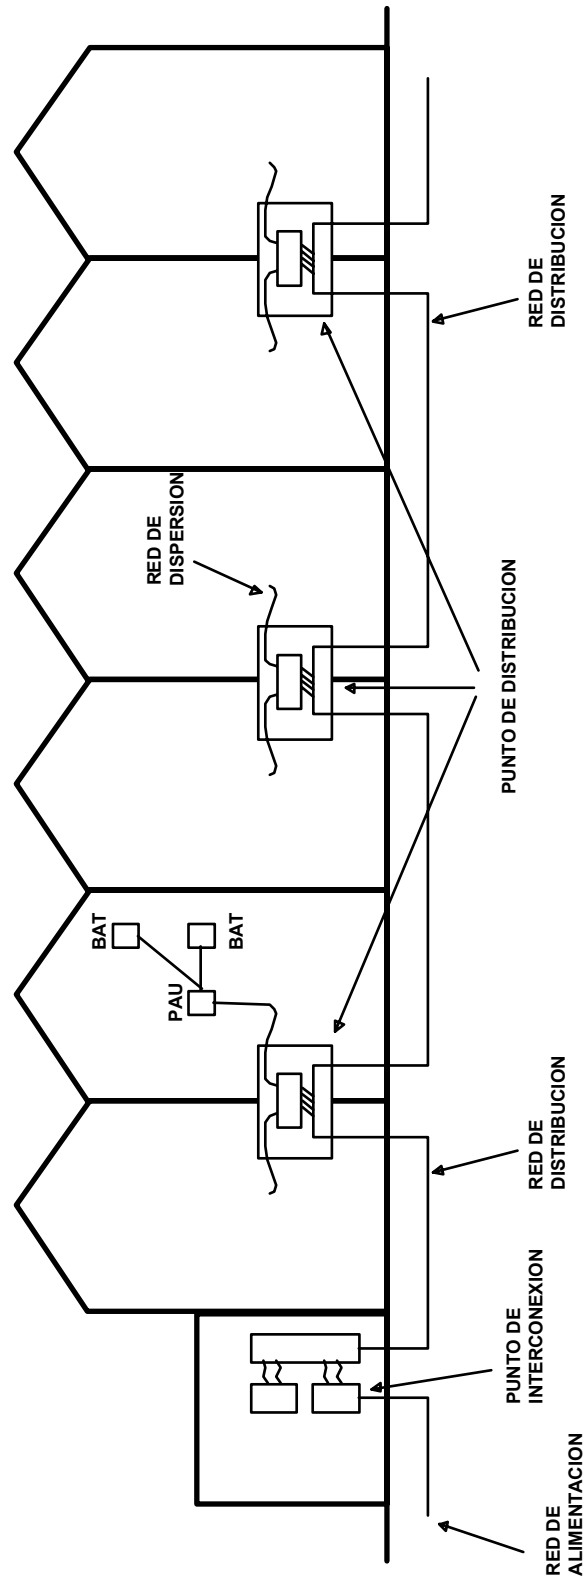 BAT
PAU
BAT
RED DE
DISPERSION
RED DE
ALIMENTACION
PUNTO DE
INTERCONEXION
RED DE
DISTRIBUCION
PUNTO DE DISTRIBUCION
RED DE
DISTRIBUCION